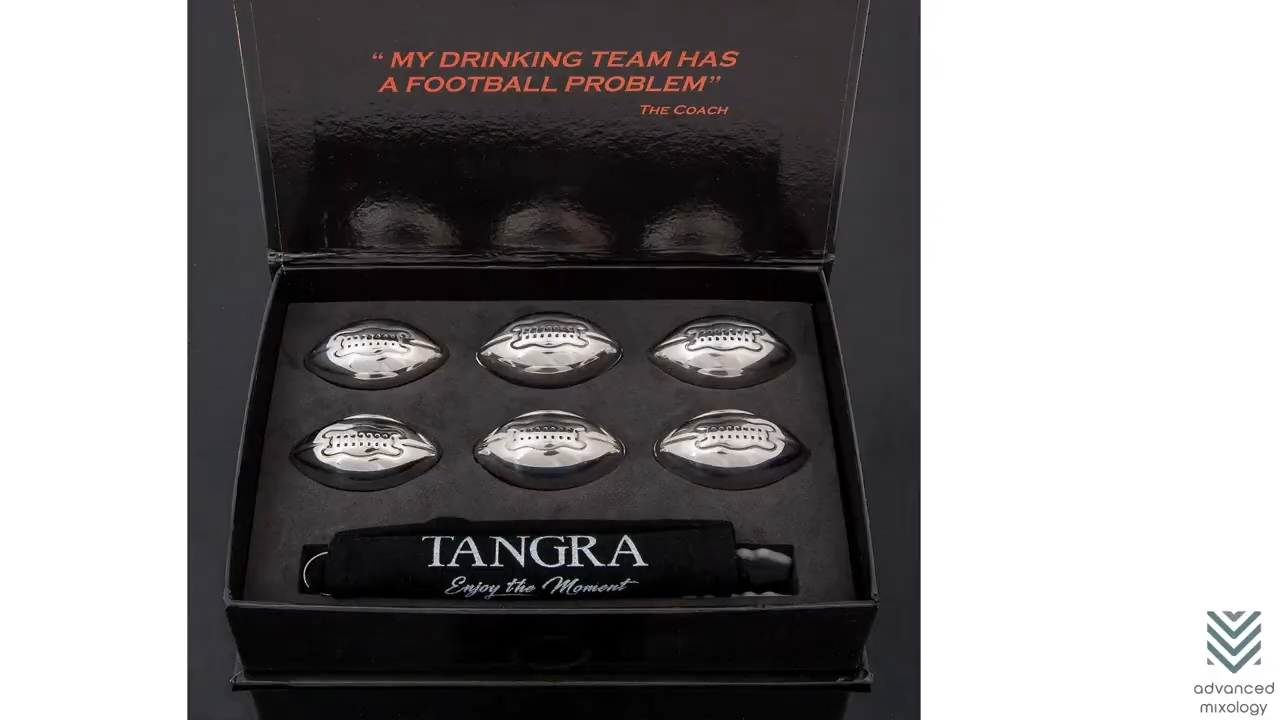 “ MY DRINKING TEAM HAS
A FOOTBALL PROBLEM”
THE COACH
TANGRA
Enjoy the Moment
advanced
mixology